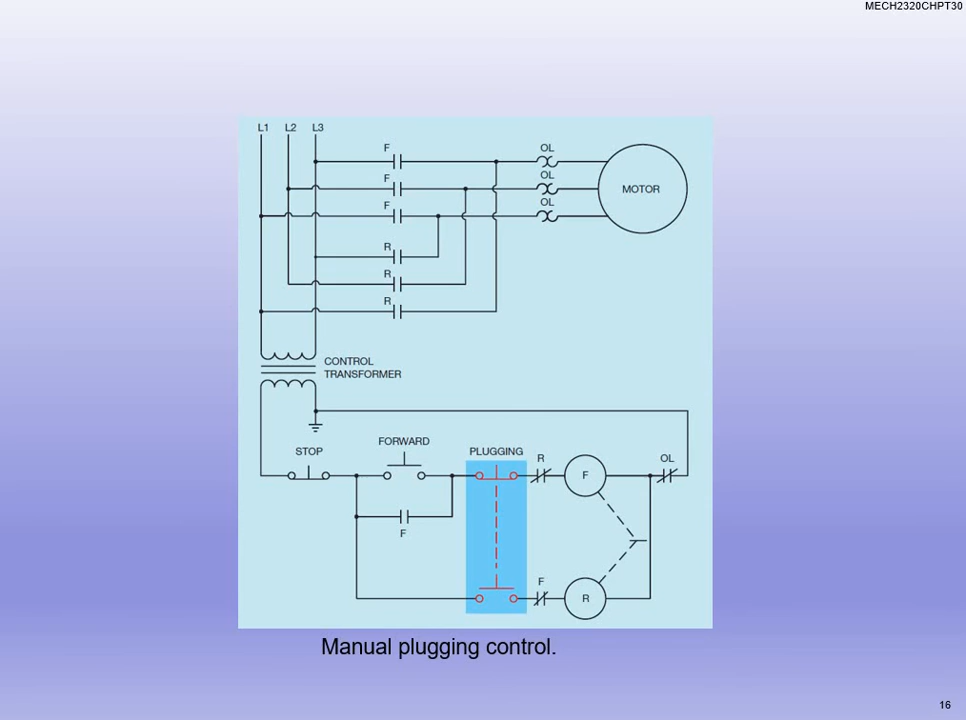 MECH2320CHPT30
L1 L2 L3
F OL
F OL
F OL
MOTOR
R
R
R
CONTROL
TRANSFORMER
FORWARD
STOP PLUGGING R OL
F
F
F
R
Manual plugging control.
16